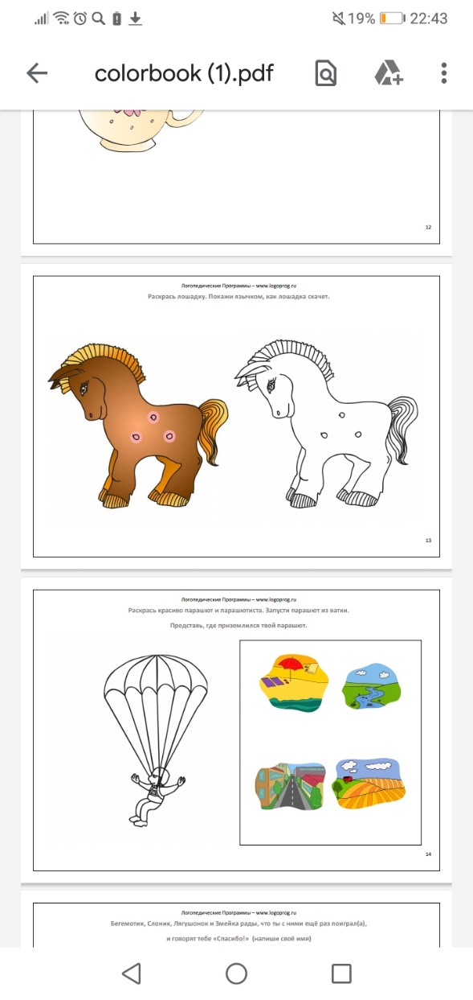 19% 22:43
colorbook (1).pdf
12
Логопедические Программы – www.logoprog.ru
Раскрась лошадку. Покажи язычком, как лошадка скачет.
13
Логопедические Программы – www.logoprog.ru
Раскрась красиво парашют и парашютиста. Запусти парашют из ватки.
Представь, где приземлился твой парашют.
14
Логопедические Программы – www.logoprog.ru
Бегемотик, Слоник, Лягушонок и Змейка рады, что ты с ними ещё раз поиграл(а),
и говорят тебе «Спасибо!» (напиши своё имя)